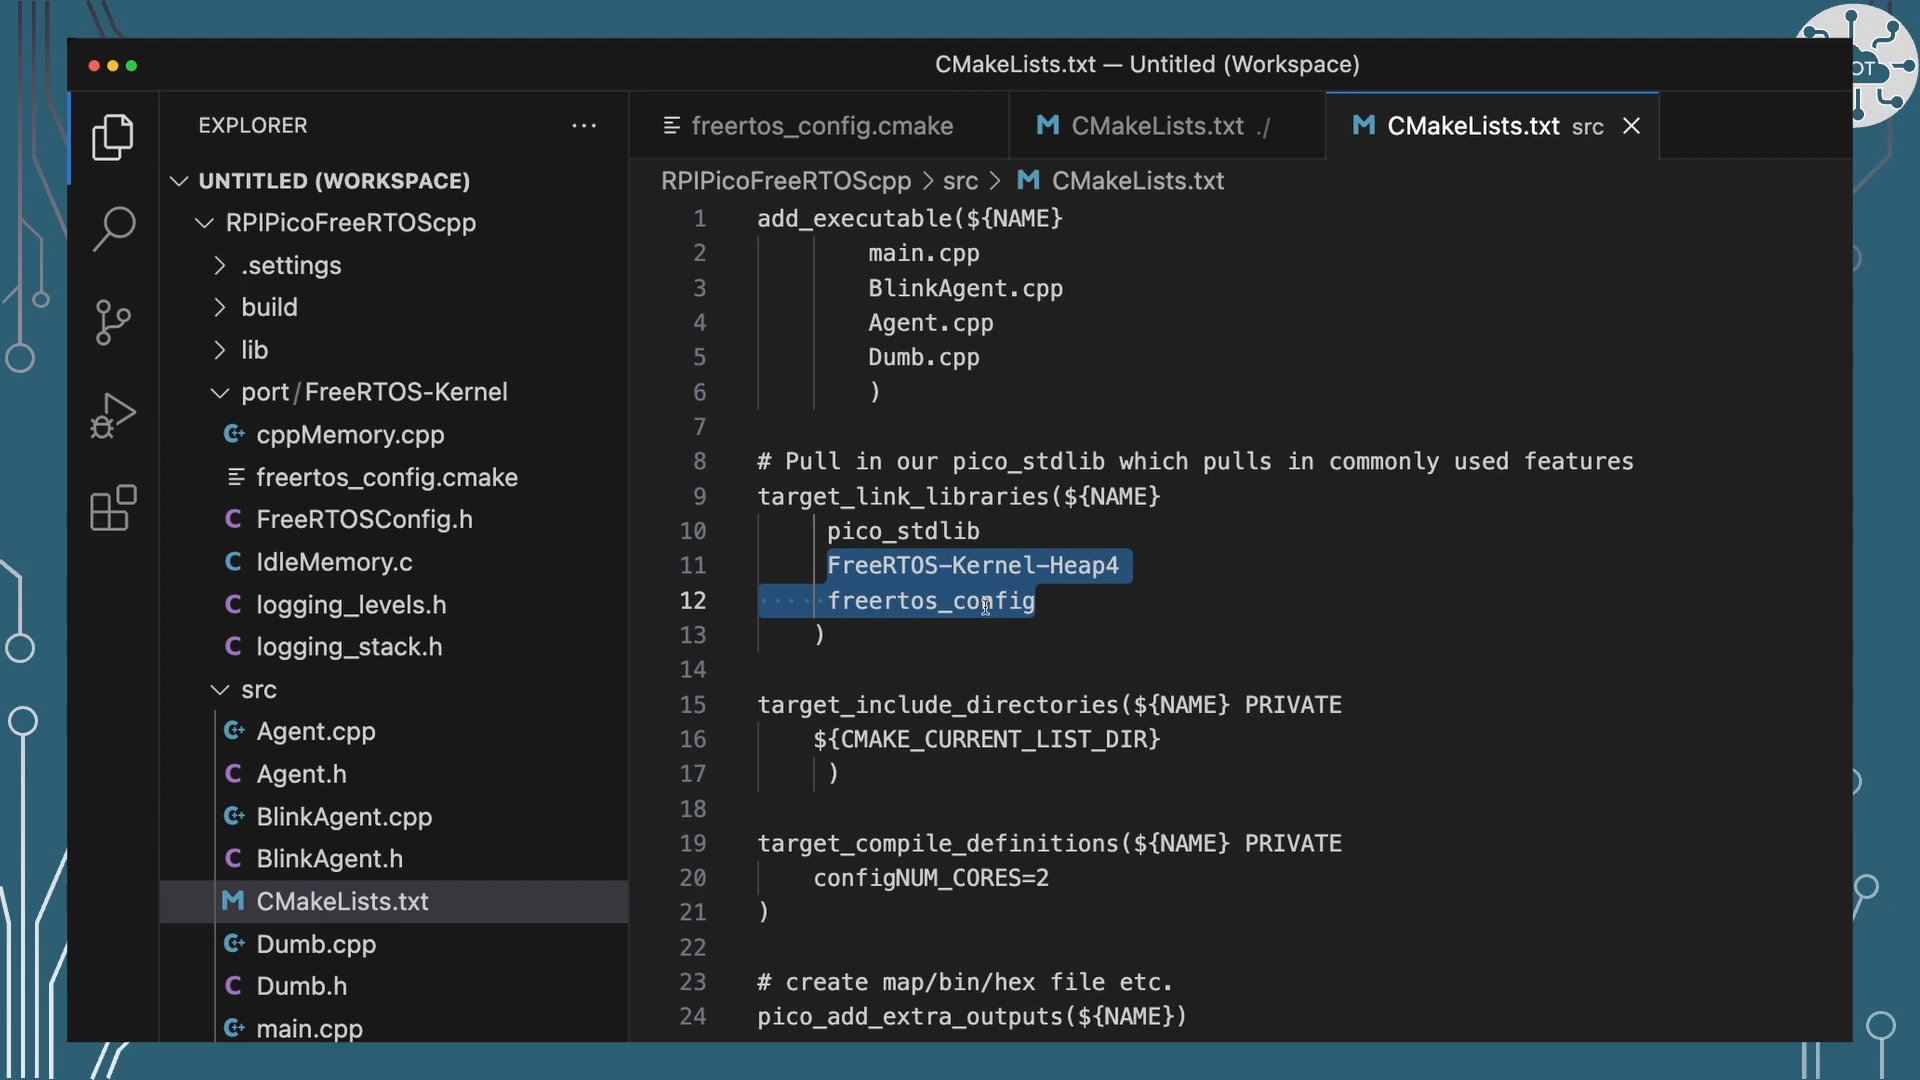 CMakeLists.txt — Untitled (Workspace)
OT
EXPLORER
freertos_config.cmake
CMakeLists.txt ./
CMakeLists.txt src
UNTITLED (WORKSPACE)
RPIPicoFreeRTOScpp
.settings
build
lib
port/FreeRTOS-Kernel
cppMemory.cpp
freertos_config.cmake
FreeRTOSConfig.h
IdleMemory.c
logging_levels.h
logging_stack.h
src
Agent.cpp
Agent.h
BlinkAgent.cpp
BlinkAgent.h
CMakeLists.txt
Dumb.cpp
Dumb.h
main.cpp
RPIPicoFreeRTOScpp > src > CMakeLists.txt
1 add_executable(${NAME}
2 main.cpp
3 BlinkAgent.cpp
4 Agent.cpp
5 Dumb.cpp
6 )
7
8 # Pull in our pico_stdlib which pulls in commonly used features
9 target_link_libraries(${NAME}
10 pico_stdlib
11 FreeRTOS-Kernel-Heap4
12 freertos_config
13 )
14
15 target_include_directories(${NAME} PRIVATE
16 ${CMAKE_CURRENT_LIST_DIR}
17 )
18
19 target_compile_definitions(${NAME} PRIVATE
20 configNUM_CORES=2
21 )
22
23 # create map/bin/hex file etc.
24 pico_add_extra_outputs(${NAME})